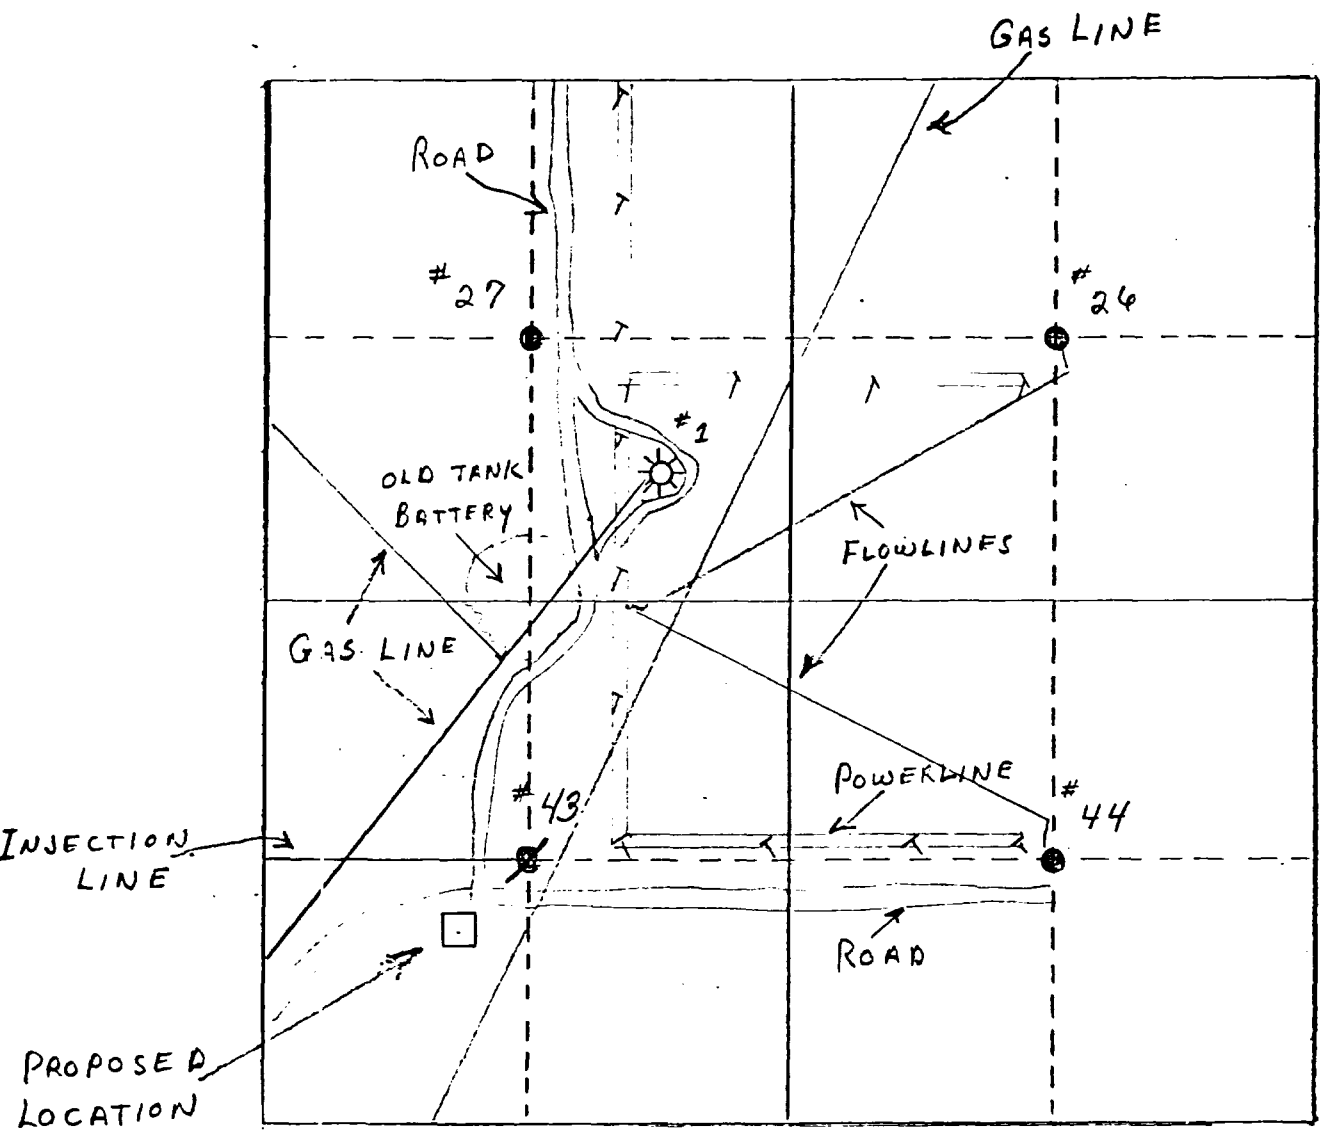 GAS LINE
ROAD
#27
#26
#1
OLD TANK
BATTERY
FLOWLINES
GAS LINE
POWERLINE
#43
#44
INJECTION
LINE
ROAD
PROPOSED
LOCATION